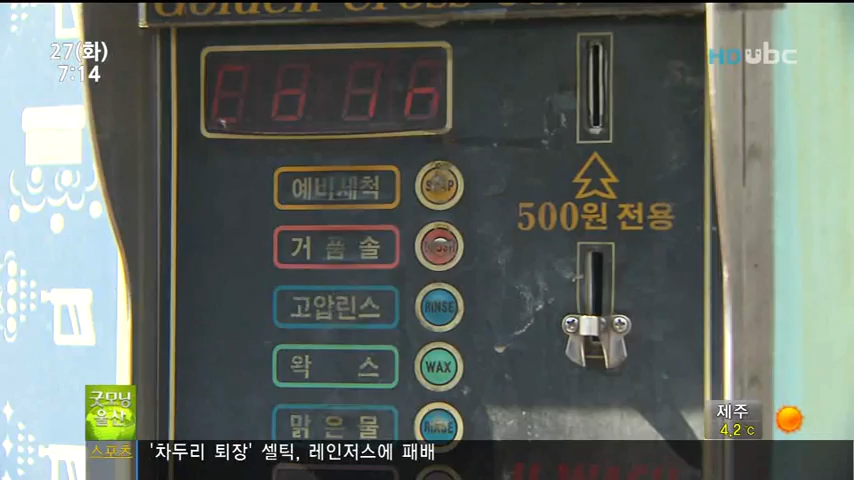 Golden Cross
27(화)
7:14
HD ubc
예비세척
SOAP
500원 전용
거품솔
고압린스
RINSE
왁스
WAX
맑은물
RINSE
굿모닝
울산
제주
4.2℃
스포츠
'차두리 퇴장' 셀틱, 레인저스에 패배